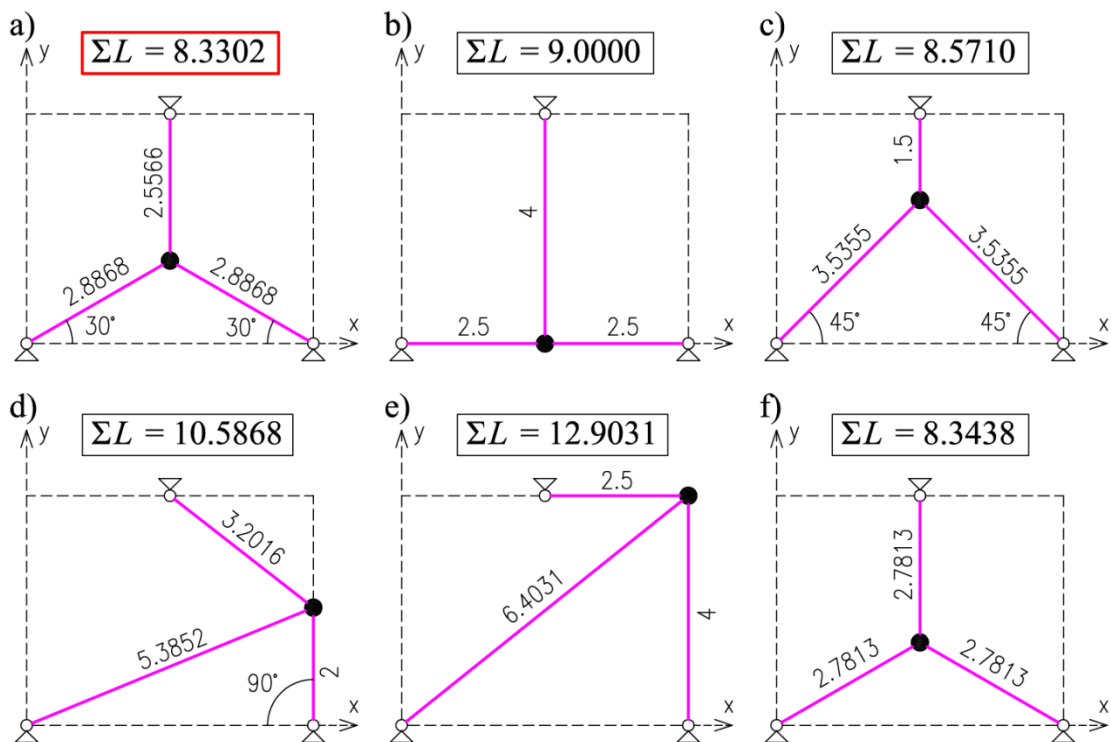 a)
y
ΣL = 8.3302
2.5566
2.8868
2.8868
30°
30°
x
b)
y
ΣL = 9.0000
4
2.5
2.5
x
c)
y
ΣL = 8.5710
1.5
3.5355
3.5355
45°
45°
x
d)
y
ΣL = 10.5868
3.2016
5.3852
90°
2
x
e)
y
ΣL = 12.9031
2.5
6.4031
4
x
f)
y
ΣL = 8.3438
2.7813
2.7813
2.7813
x